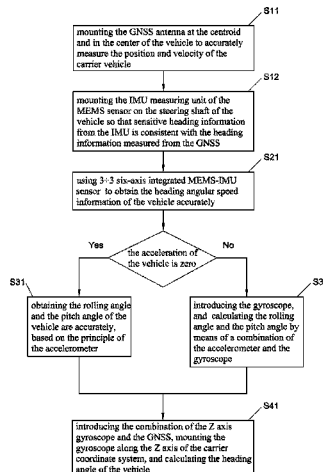 S11
mounting the GNSS antenna at the centroid
and in the center of the vehicle to accurately
measure the position and velocity of the
carrier vehicle
S12
mounting the IMU measuring unit of the
MEMS sensor on the steering shaft of the
vehicle so that sensitive heading information
from the IMU is consistent with the heading
information measured from the GNSS
S21
using 3+3 six-axis integrated MEMS-IMU
sensor to obtain the heading angular speed
information of the vehicle accurately
Yes
the acceleration of
the vehicle is zero
No
S31
obtaining the rolling angle
and the pitch angle of the
vehicle are accurately,
based on the principle of
the accelerometer
S3
introducing the gyroscope,
and calculating the rolling
angle and the pitch angle by
means of a combination of
the accelerometer and the
gyroscope
S41
introducing the combination of the Z axis
gyroscope and the GNSS, mounting the
gyroscope along the Z axis of the carrier
coordinate system, and calculating the heading
angle of the vehicle